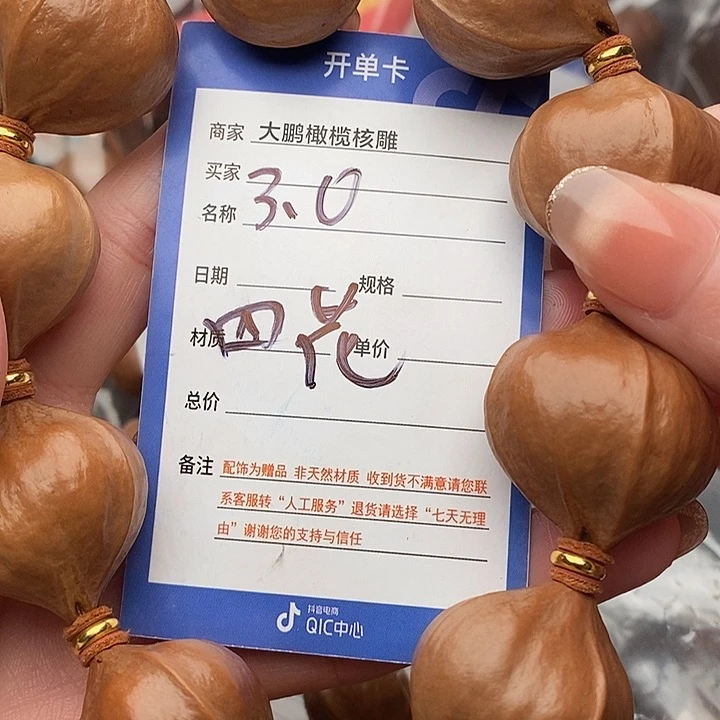 开单卡
商家 大鹏橄榄核雕
买家
3.0
名称
日期 规格
四花
材质 单价
总价
备注 配饰为赠品 非天然材质 收到货不满意请您联
系客服转“人工服务”退货请选择“七天无理
由”谢谢您的支持与信任
抖音电商
QIC中心